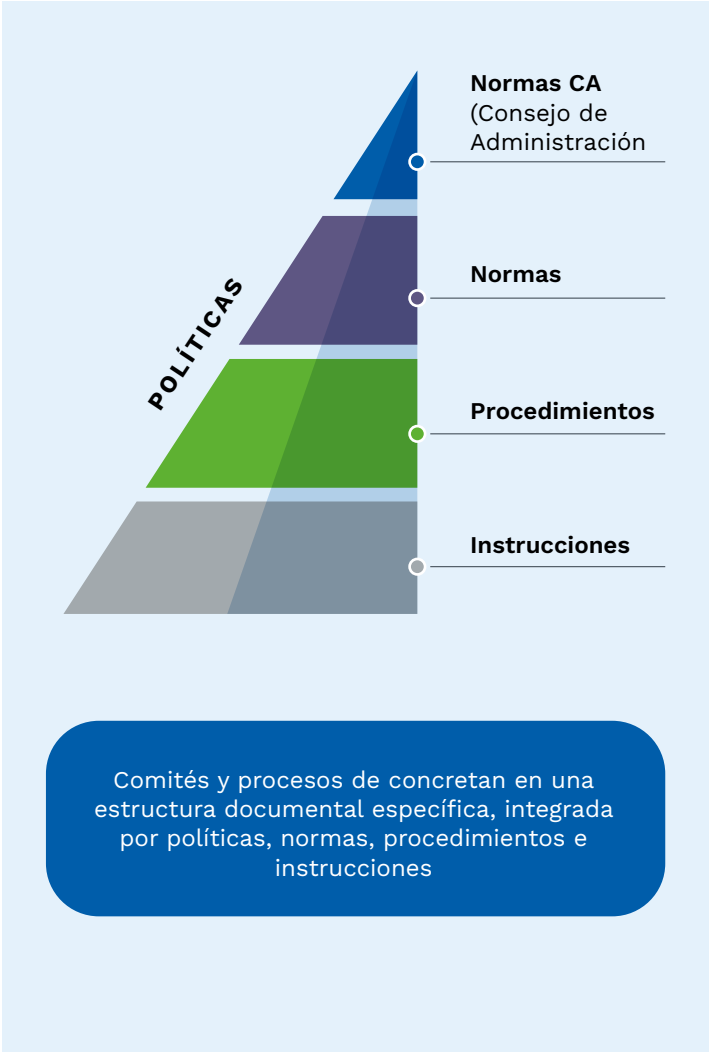 Normas CA
(Consejo de
Administración
Normas
POLÍTICAS
Procedimientos
Instrucciones
Comités y procesos de concretan en una
estructura documental específica, integrada
por políticas, normas, procedimientos e
instrucciones